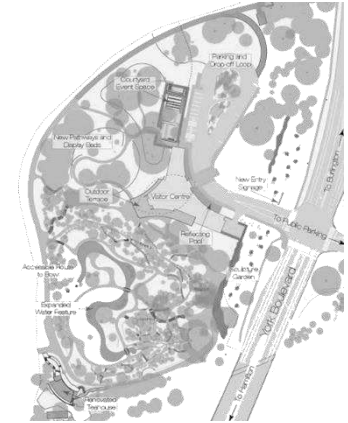 Parking and
Drop-off Loop
Courtyard
Event Space
New Pathways and
Display Beds
To Burlington
Outdoor
Terrace
New Entry
Signage
Visitor Centre
To Public Parking
Reflecting
Pool
Accessible Route
to Bowl
Sculpture
Garden
York Boulevard
Expanded
Water Feature
To Hamilton
Renovated
Teahouse